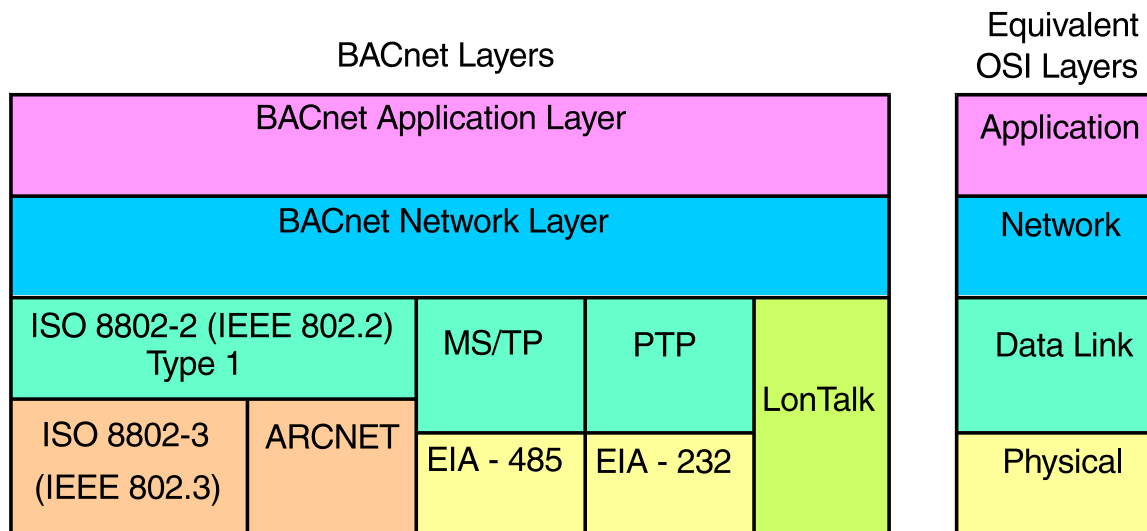 BACnet Layers
Equivalent
OSI Layers
BACnet Application Layer
Application
BACnet Network Layer
Network
ISO 8802-2 (IEEE 802.2)
Type 1
MS/TP
PTP
LonTalk
Data Link
ISO 8802-3
(IEEE 802.3)
ARCNET
EIA - 485
EIA - 232
Physical